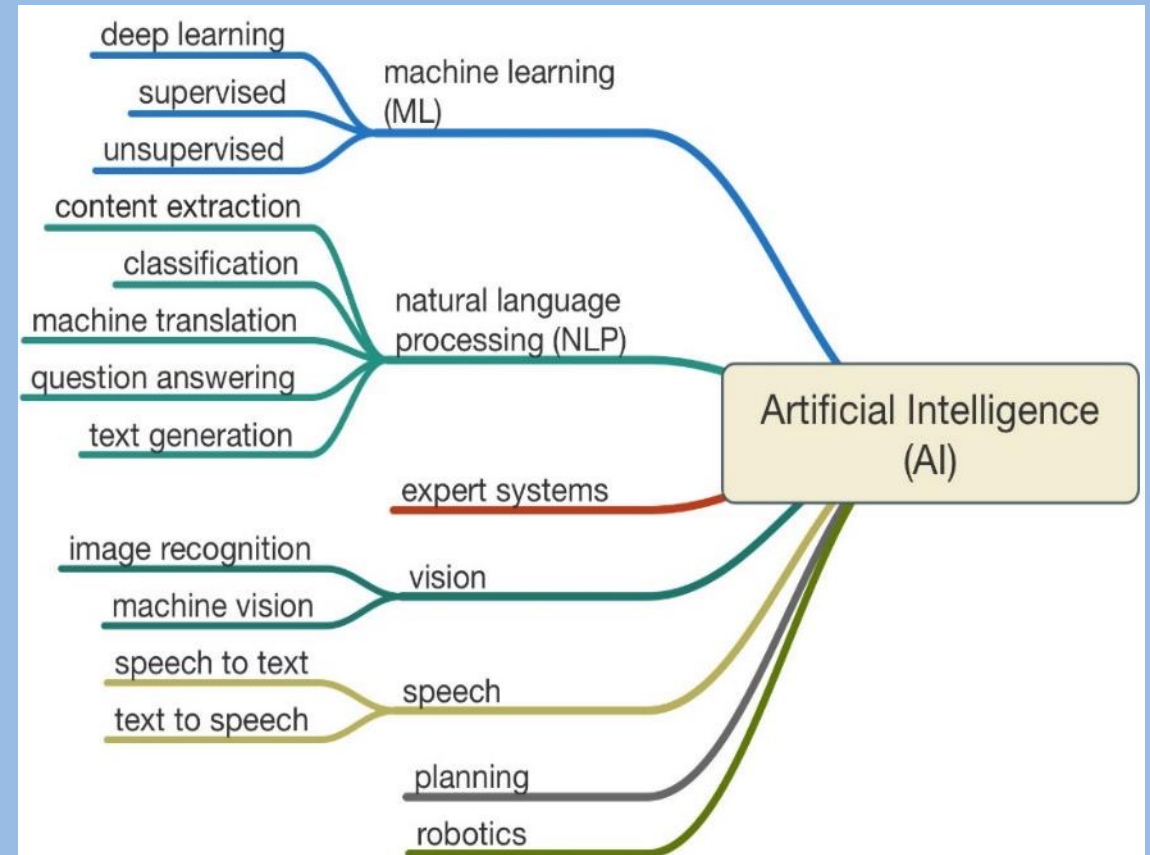 deep learning
supervised
unsupervised
machine learning
(ML)
content extraction
classification
machine translation
question answering
text generation
natural language
processing (NLP)
expert systems
image recognition
machine vision
vision
speech to text
text to speech
speech
planning
robotics
Artificial Intelligence
(AI)